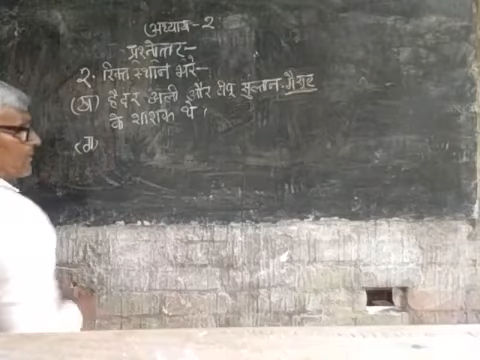 अध्याय-2
प्रश्नोत्तर-
2. रिक्त स्थान भरें-
(ख) हैदर अली और टीपू सुल्तान मैसूर
के शासक थे।
(ग)